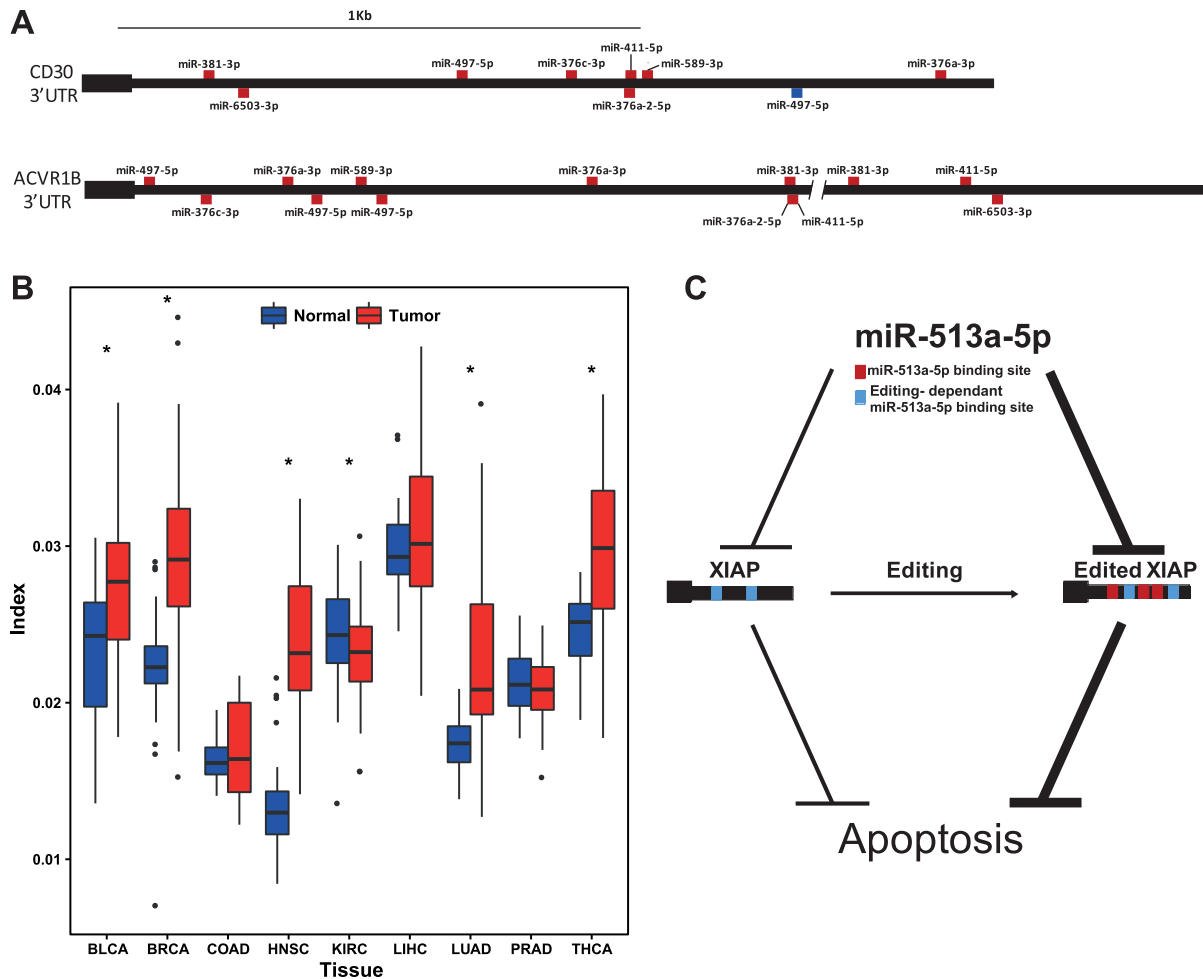 A
1Kb
CD30
3'UTR
miR-381-3p
miR-497-5p
miR-376c-3p
miR-411-5p
miR-589-3p
miR-376a-3p
miR-6503-3p
miR-376a-2-5p
miR-497-5p
ACVR1B
3'UTR
miR-497-5p
miR-376a-3p
miR-589-3p
miR-376a-3p
miR-381-3p
miR-381-3p
miR-411-5p
miR-376c-3p
miR-497-5p
miR-497-5p
miR-376a-2-5p
miR-411-5p
miR-6503-3p
B
Normal
Tumor
* * * * * *
Index
0.04
0.03
0.02
0.01
BLCA BRCA COAD HNSC KIRC LIHC LUAD PRAD THCA
Tissue
C
miR-513a-5p
miR-513a-5p binding site
Editing- dependant
miR-513a-5p binding site
XIAP
Editing
Edited XIAP
Apoptosis